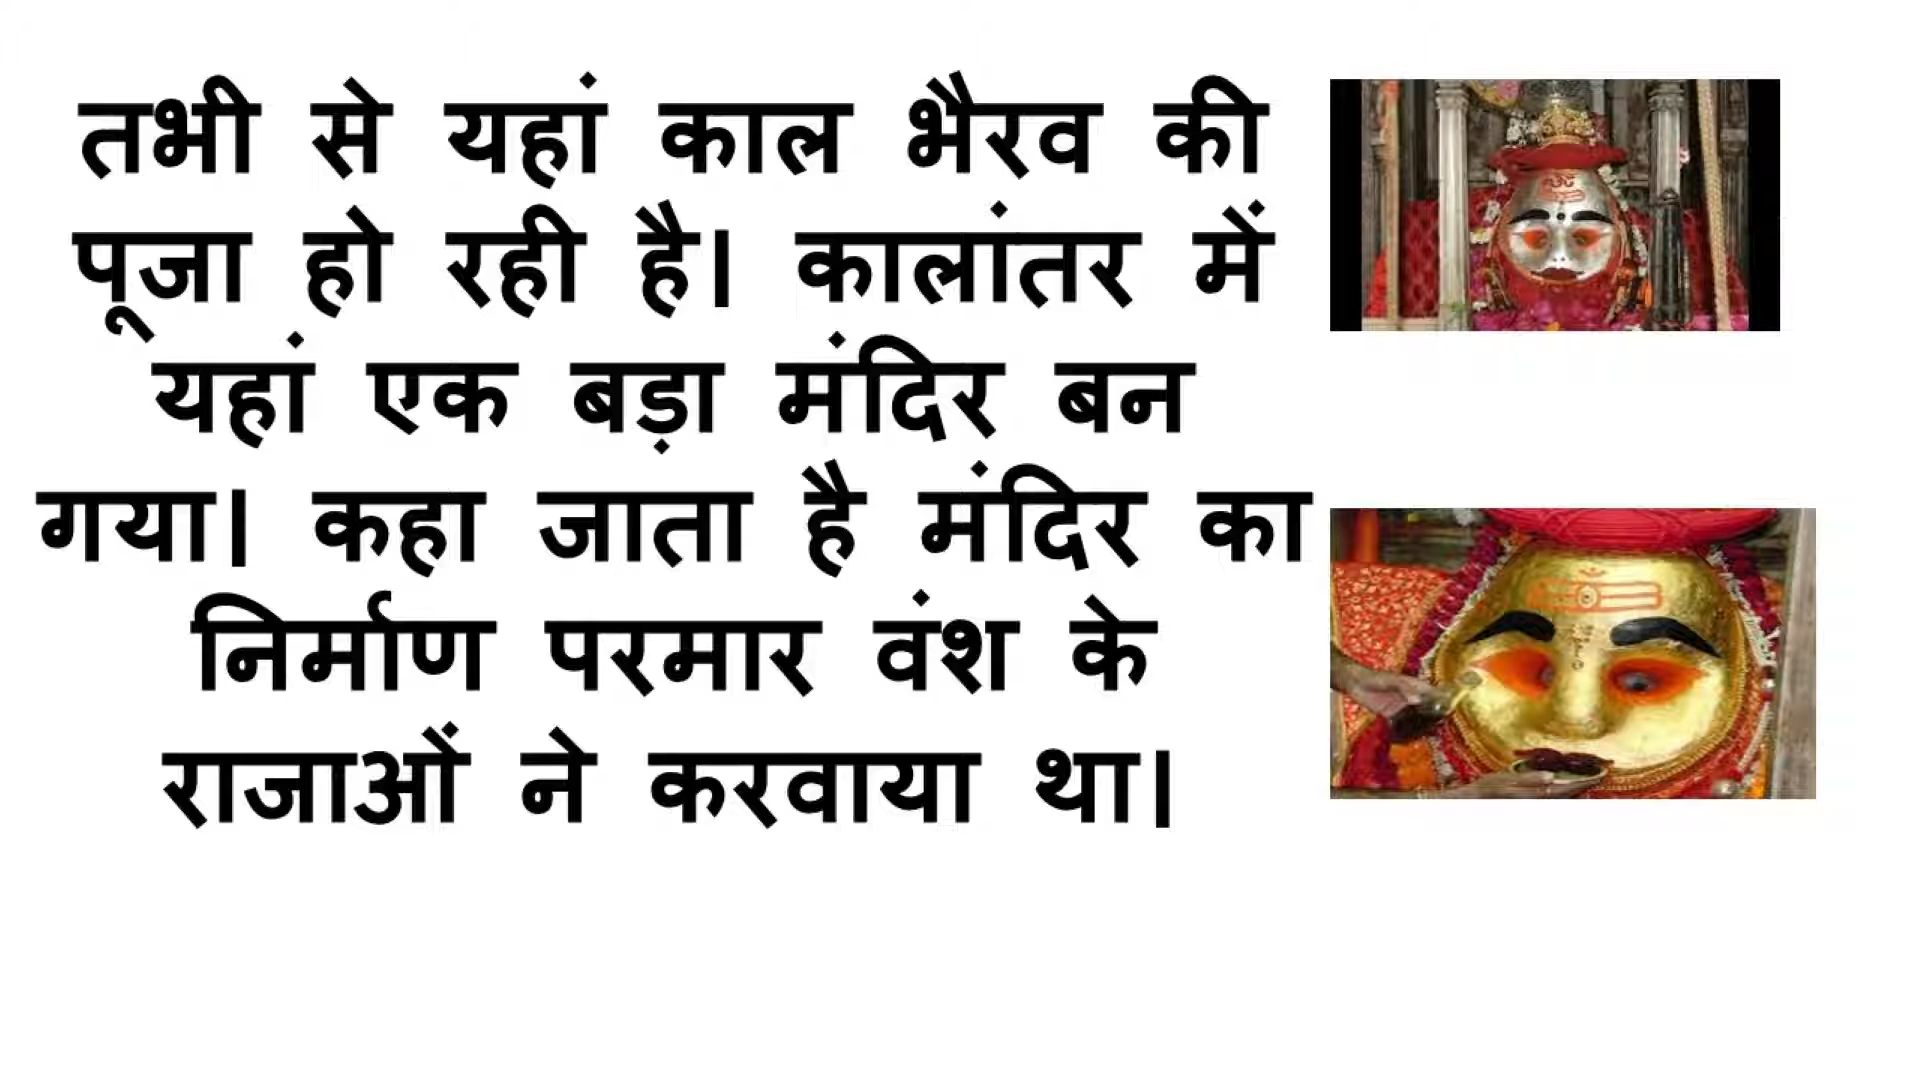 तभी से यहां काल भैरव की
पूजा हो रही है। कालांतर में
यहां एक बड़ा मंदिर बन
गया। कहा जाता है मंदिर का
निर्माण परमार वंश के
राजाओं ने करवाया था।